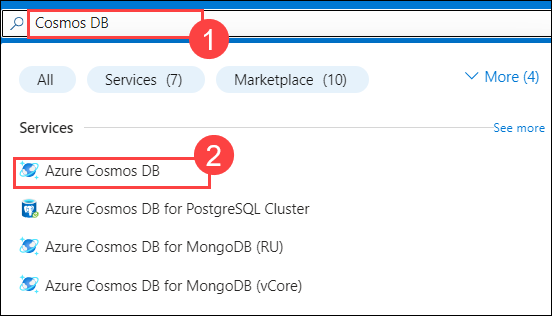 Cosmos DB
1
All Services (7) Marketplace (10) More (4)
Services See more
2
Azure Cosmos DB
Azure Cosmos DB for PostgreSQL Cluster
Azure Cosmos DB for MongoDB (RU)
Azure Cosmos DB for MongoDB (vCore)